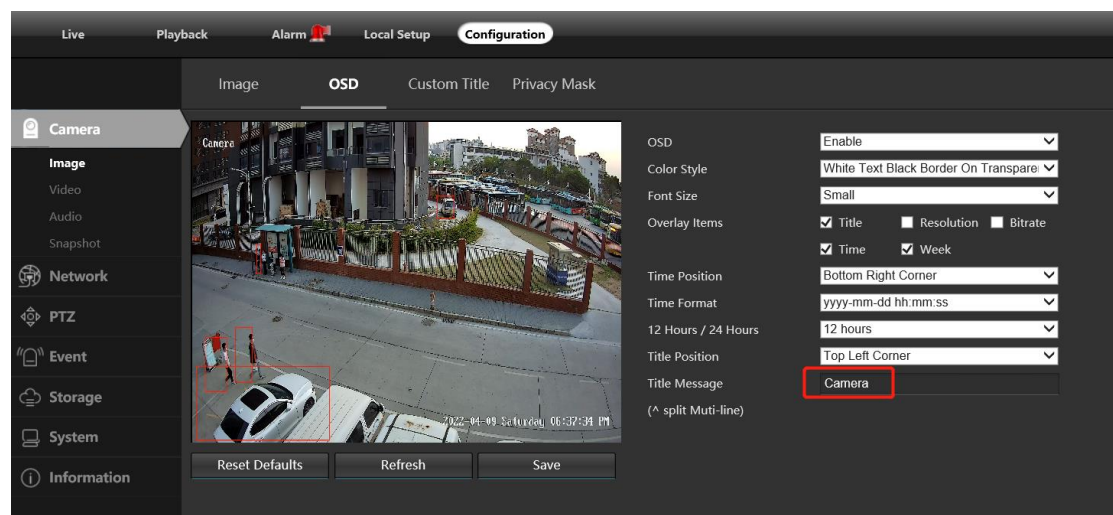 Live Playback Alarm Local Setup Configuration
Image OSD Custom Title Privacy Mask
Camera
Image
Video
Audio
Snapshot
Network
PTZ
Event
Storage
System
Information
Camera
2022-04-09 Saturday 06:37:34 PM
Reset Defaults Refresh Save
OSD Enable
Color Style White Text Black Border On Transparei
Font Size Small
Overlay Items Title Resolution Bitrate
Time Week
Time Position Bottom Right Corner
Time Format yyyy-mm-dd hh:mm:ss
12 Hours / 24 Hours 12 hours
Title Position Top Left Corner
Title Message Camera
(^ split Muti-line)